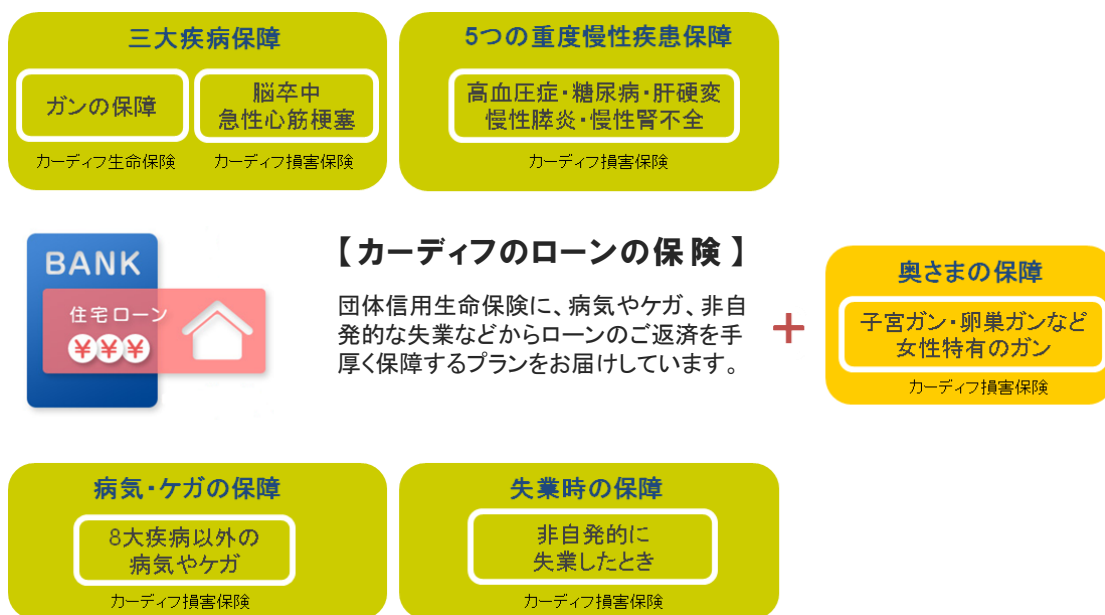 三大疾病保障
ガンの保障
脳卒中
急性心筋梗塞
カーディフ生命保険
カーディフ損害保険
5つの重度慢性疾患保障
高血圧症・糖尿病・肝硬変
慢性膵炎・慢性腎不全
カーディフ損害保険
BANK
住宅ローン
¥¥¥
【カーディフのローンの保険】
団体信用生命保険に、病気やケガ、非自
発的な失業などからローンのご返済を手
厚く保障するプランをお届けしています。
+
奥さまの保障
子宮ガン・卵巣ガンなど
女性特有のガン
カーディフ損害保険
病気・ケガの保障
8大疾病以外の
病気やケガ
カーディフ損害保険
失業時の保障
非自発的に
失業したとき
カーディフ損害保険